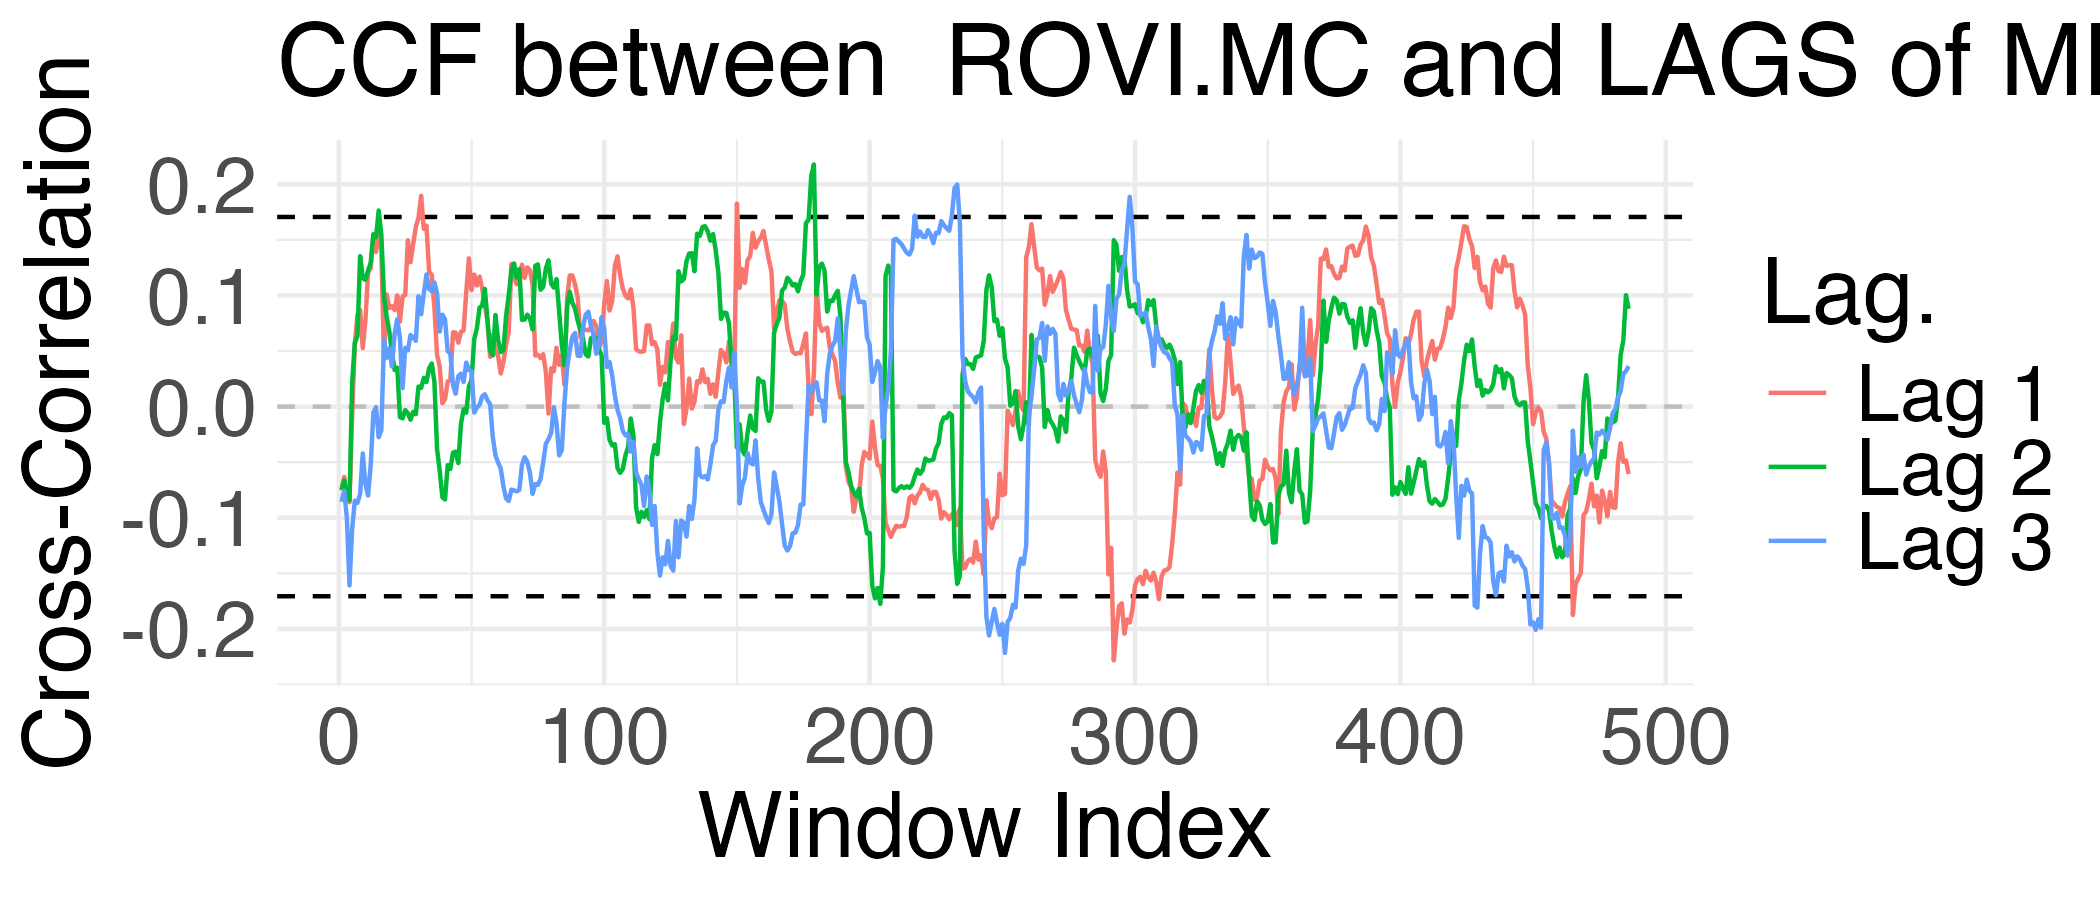 CCF between  ROVI.MC and LAGS of
Cross-Correlation
0.2
0.1
0.0
-0.1
-0.2
0 100 200 300 400 500
Window Index
Lag.
Lag 1
Lag 2
Lag 3